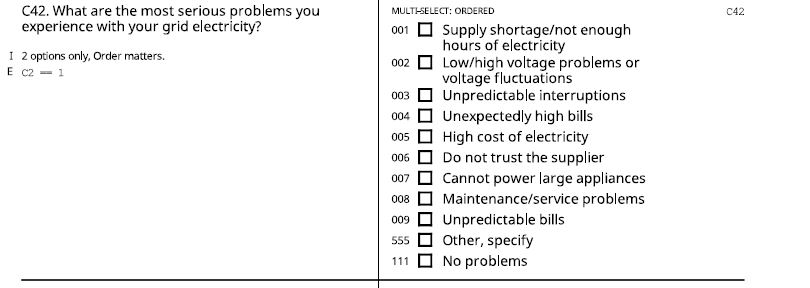 C42. What are the most serious problems you
experience with your grid electricity?
I 2 options only, Order matters.
E C2 == 1
MULTI-SELECT: ORDERED C42
001 Supply shortage/not enough
hours of electricity
002 Low/high voltage problems or
voltage fluctuations
003 Unpredictable interruptions
004 Unexpectedly high bills
005 High cost of electricity
006 Do not trust the supplier
007 Cannot power large appliances
008 Maintenance/service problems
009 Unpredictable bills
555 Other, specify
111 No problems